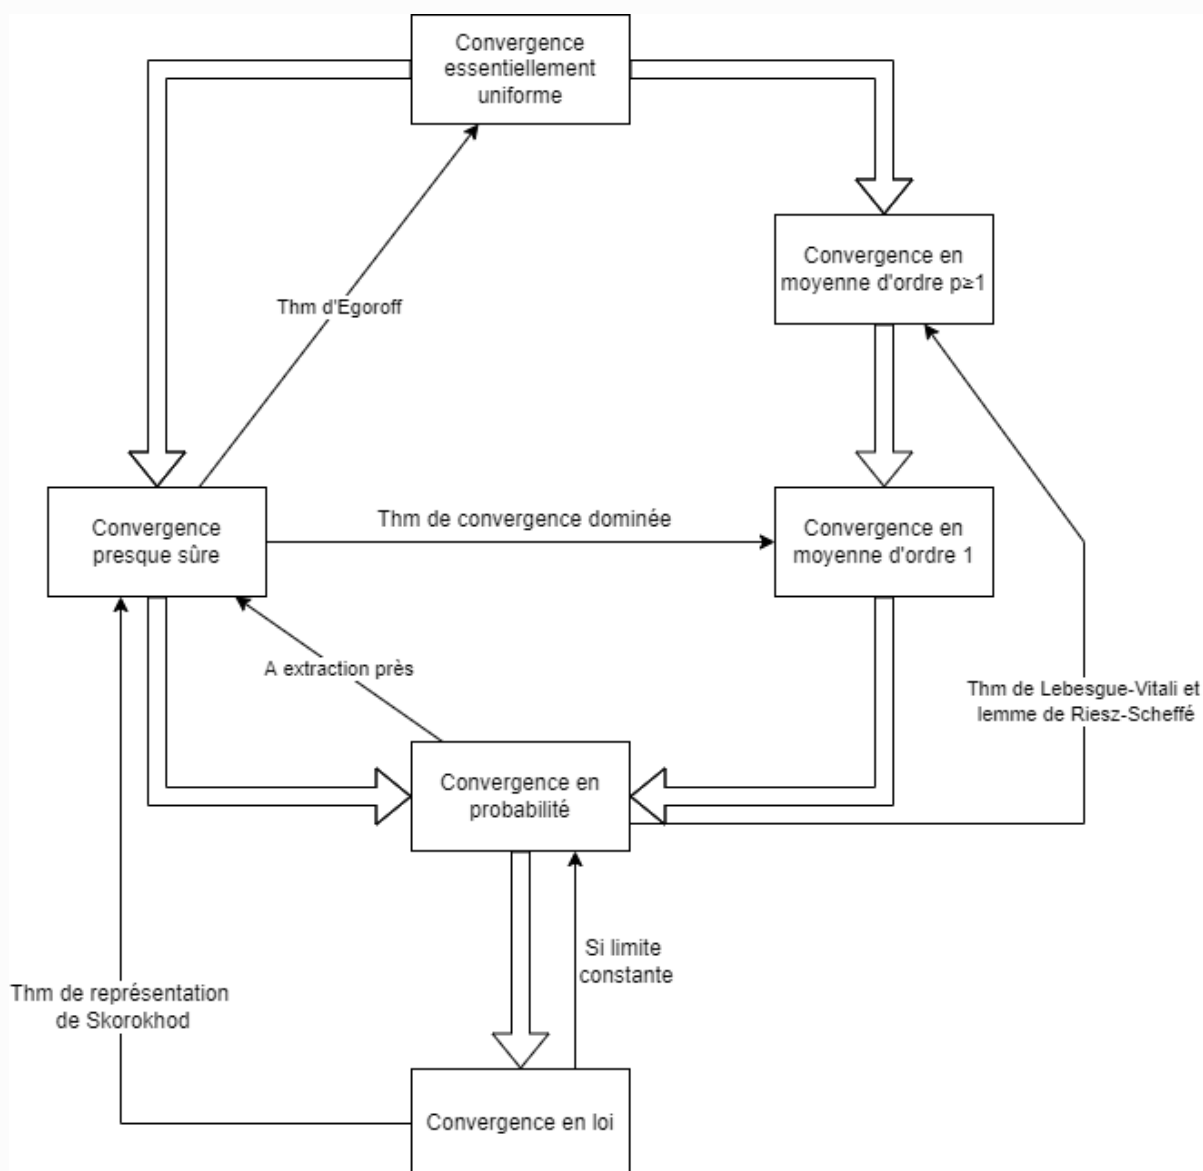 Convergence
essentiellement
uniforme
Convergence en
moyenne d'ordre p≥1
Thm d'Egoroff
Convergence
presque sûre
Thm de convergence dominée
Convergence en
moyenne d'ordre 1
A extraction près
Thm de Lebesgue-Vitali et
lemme de Riesz-Scheffé
Convergence en
probabilité
Si limite
constante
Thm de représentation
de Skorokhod
Convergence en loi